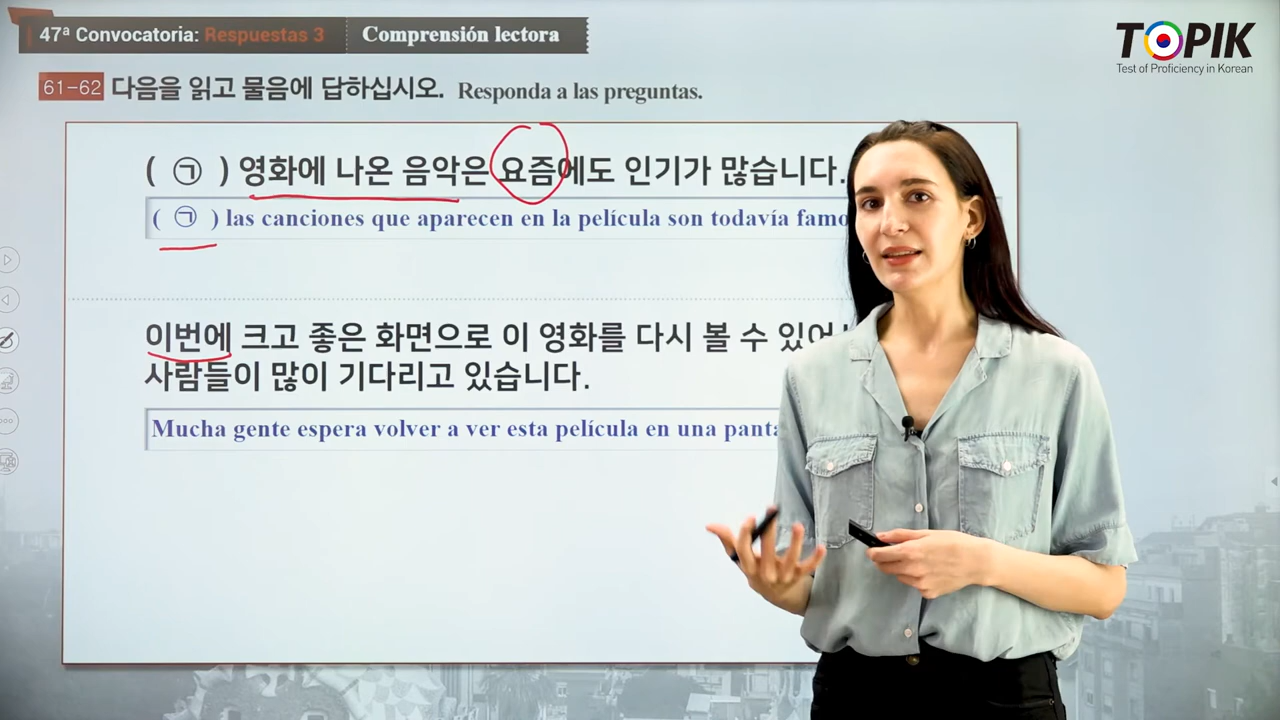 47ª Convocatoria: Respuestas 3 Comprensión lectora
TOPIK
Test of Proficiency in Korean
61-62 다음을 읽고 물음에 답하십시오. Responda a las preguntas.
( ㉠ ) 영화에 나온 음악은 요즘에도 인기가 많습니다.
( ㉠ ) las canciones que aparecen en la película son todavía
이번에 크고 좋은 화면으로 이 영화를 다시 볼 수
사람들이 많이 기다리고 있습니다.
Mucha gente espera volver a ver esta película en una